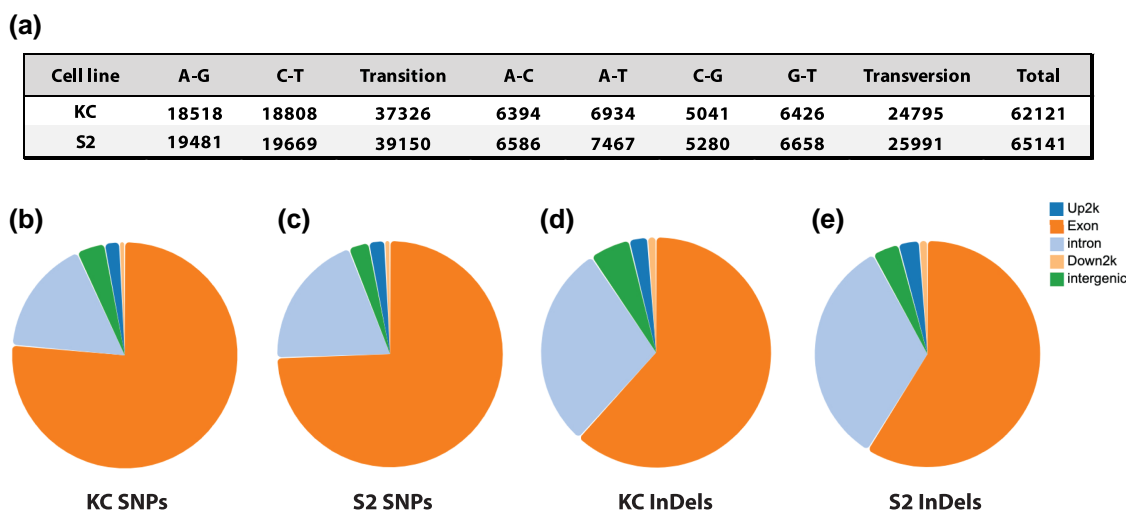 (a)
Cell line A-G C-T Transition A-C A-T C-G G-T Transversion Total
KC 18518 18808 37326 6394 6934 5041 6426 24795 62121
S2 19481 19669 39150 6586 7467 5280 6658 25991 65141
(b)
(c)
(d)
(e)
Up2k
Exon
intron
Down2k
intergenic
KC SNPs
S2 SNPs
KC InDels
S2 InDels